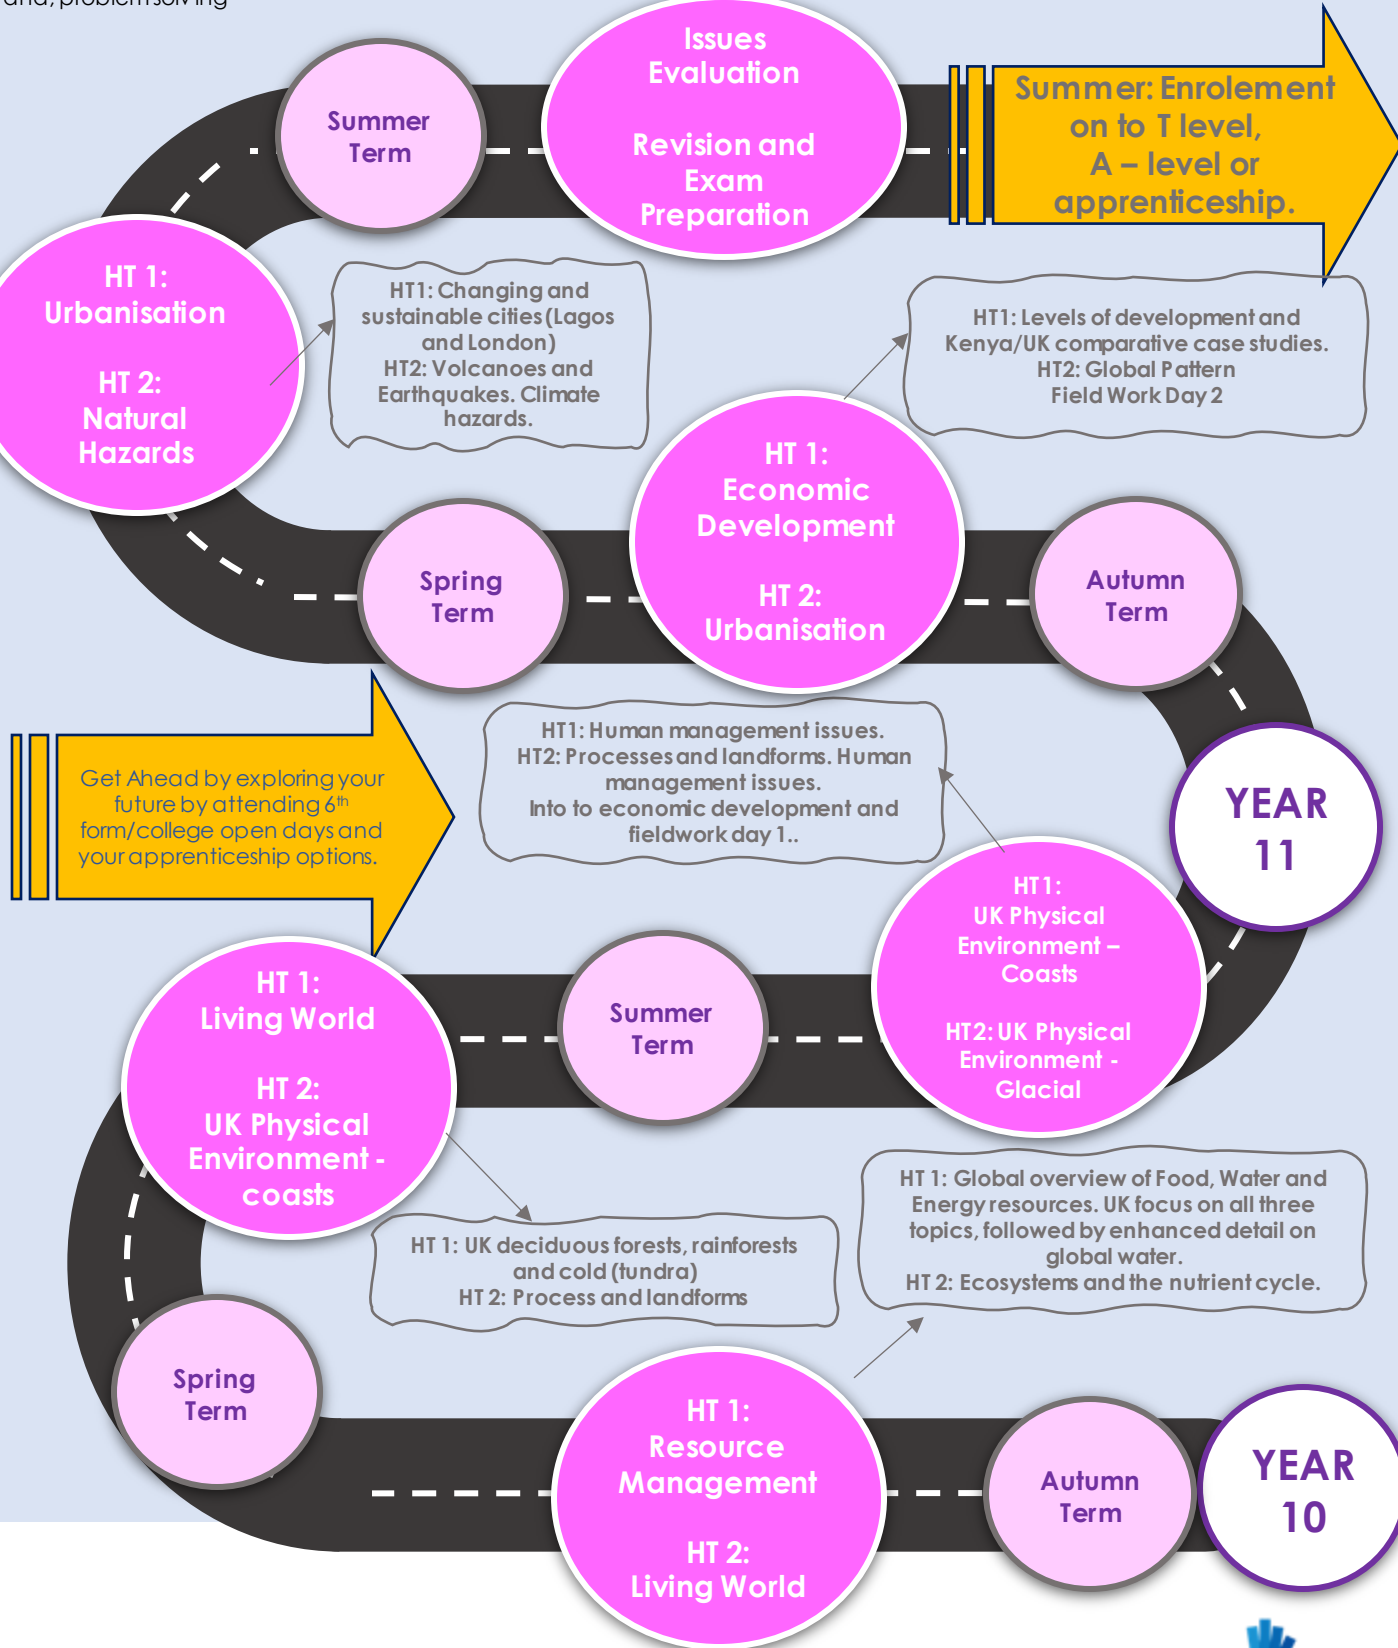 and, problem solving
Issues
Evaluation
Revision and
Exam
Preparation
Summer: Enrolement
on to T level,
A – level or
apprenticeship.
Summer
Term
HT 1:
Urbanisation
HT 2:
Natural
Hazards
HT1: Changing and
sustainable cities (Lagos
and London)
HT2: Volcanoes and
Earthquakes. Climate
hazards.
HT1: Levels of development and
Kenya/UK comparative case studies.
HT2: Global Pattern
Field Work Day 2
HT 1:
Economic
Development
HT 2:
Urbanisation
Spring
Term
Autumn
Term
Get Ahead by exploring your
future by attending 6th
form/college open days and
your apprenticeship options.
HT1: Human management issues.
HT2: Processes and landforms. Human
management issues.
Into to economic development and
fieldwork day 1..
YEAR
11
HT1:
UK Physical
Environment –
Coasts
HT2: UK Physical
Environment -
Glacial
HT 1:
Living World
HT 2:
UK Physical
Environment -
coasts
Summer
Term
HT 1: Global overview of Food, Water and
Energy resources. UK focus on all three
topics, followed by enhanced detail on
global water.
HT 2: Ecosystems and the nutrient cycle.
HT 1: UK deciduous forests, rainforests
and cold (tundra)
HT 2: Process and landforms
Spring
Term
HT 1:
Resource
Management
HT 2:
Living World
Autumn
Term
YEAR
10